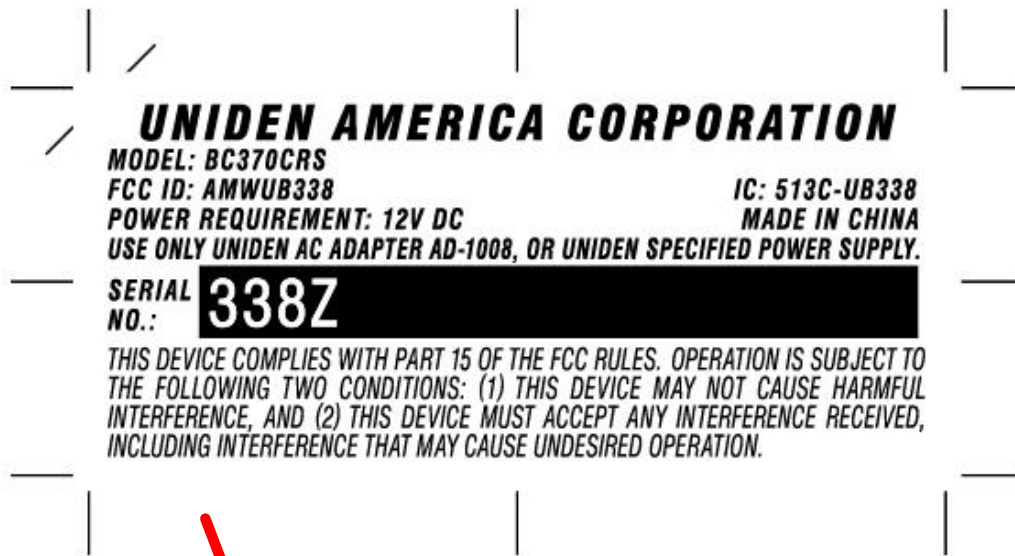 UNIDEN AMERICA CORPORATION
MODEL: BC370CRS
FCC ID: AMWUB338 IC: 513C-UB338
POWER REQUIREMENT: 12V DC MADE IN CHINA
USE ONLY UNIDEN AC ADAPTER AD-1008, OR UNIDEN SPECIFIED POWER SUPPLY.
SERIAL NO.: 338Z
THIS DEVICE COMPLIES WITH PART 15 OF THE FCC RULES. OPERATION IS SUBJECT TO
THE FOLLOWING TWO CONDITIONS: (1) THIS DEVICE MAY NOT CAUSE HARMFUL
INTERFERENCE, AND (2) THIS DEVICE MUST ACCEPT ANY INTERFERENCE RECEIVED,
INCLUDING INTERFERENCE THAT MAY CAUSE UNDESIRED OPERATION.